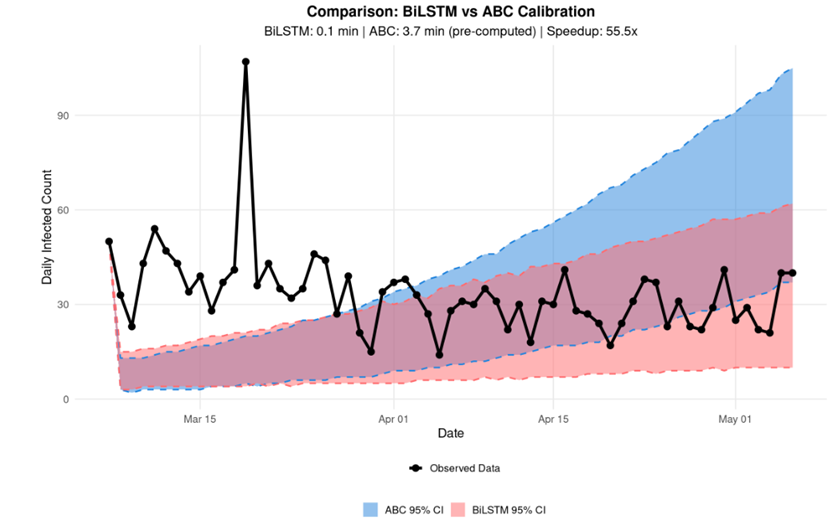 Comparison: BiLSTM vs ABC Calibration
BiLSTM: 0.1 min | ABC: 3.7 min (pre-computed) | Speedup: 55.5x
Daily Infected Count
90
60
30
0
Mar 15 Apr 01 Apr 15 May 01
Date
Observed Data
ABC 95% CI BiLSTM 95% CI